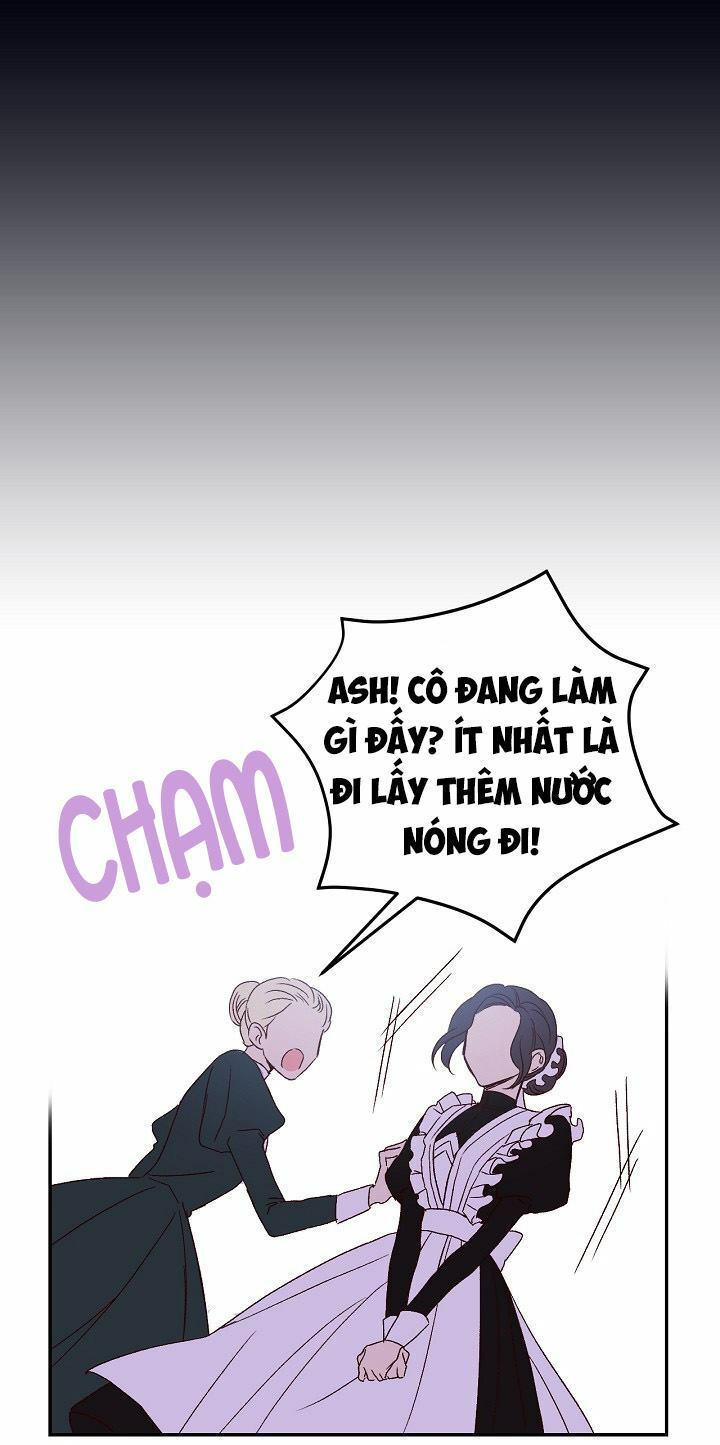 ASH! CÔ ĐANG LÀM
GÌ ĐẤY? ÍT NHẤT LÀ
ĐI LẤY THÊM NƯỚC
NÓNG ĐI!
CHẠM